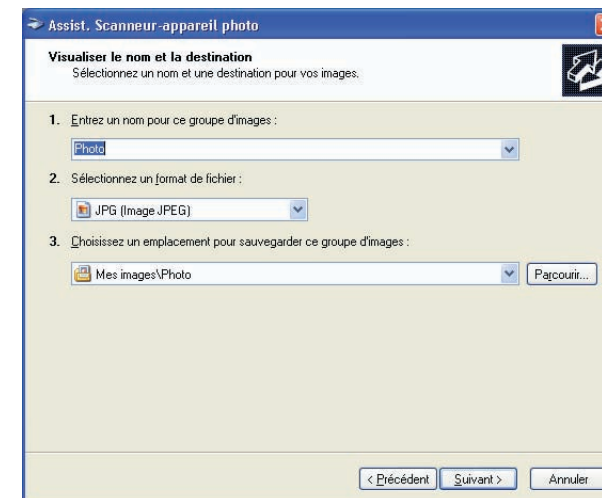 Assist. Scanneur-appareil photo
Visualiser le nom et la destination
Sélectionnez un nom et une destination pour vos images.
1. Entrez un nom pour ce groupe d'images :
Photo
2. Sélectionnez un format de fichier :
JPG (Image JPEG)
3. Choisissez un emplacement pour sauvegarder ce groupe d'images :
Mes images\Photo Parcourir...
< Précédent Suivant > Annuler